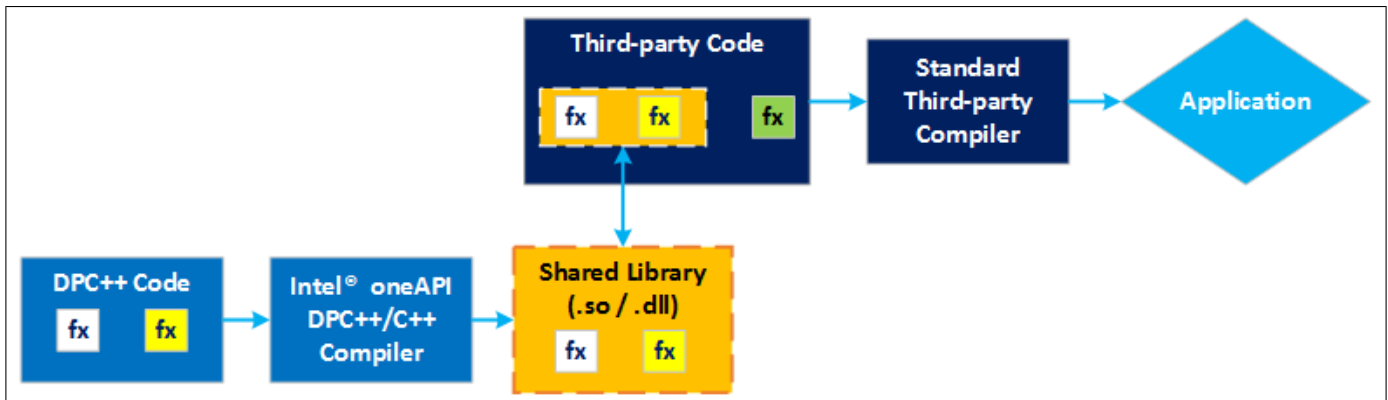 Third-party Code
fx
fx
fx
Standard
Third-party
Compiler
Application
DPC++ Code
fx
fx
Intel® oneAPI
DPC++/C++
Compiler
Shared Library
(.so / .dll)
fx
fx